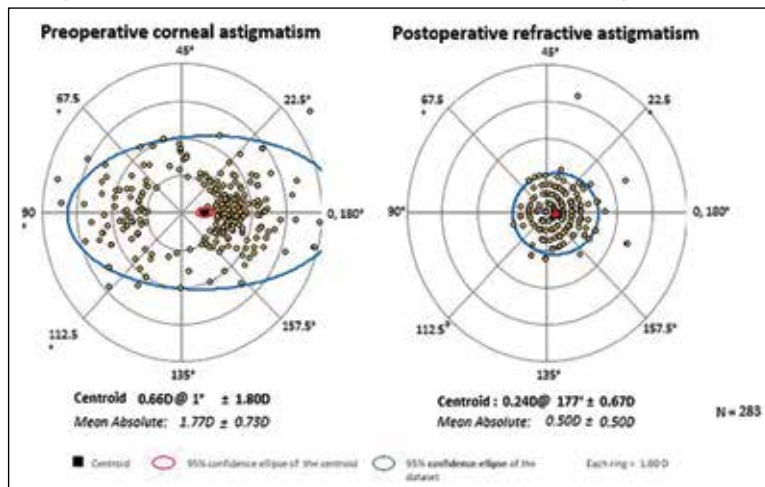 Preoperative corneal astigmatism
45°
67.5
22.5°
90
0, 180°
112.5
157.5°
135°
Centroid 0.66D@ 1° ± 1.80D
Mean Absolute: 1.77D ± 0.73D
Postoperative refractive astigmatism
45°
67.5
22.5
90°
0, 180°
112.5°
157.5°
135°
Centroid : 0.24D@ 177° ± 0.67D
Mean Absolute: 0.50D ± 0.50D
N = 283
Centroid
95% confidence ellipse of the centroid
95% confidence ellipse of the
dataset
Each ring = 1.00 D